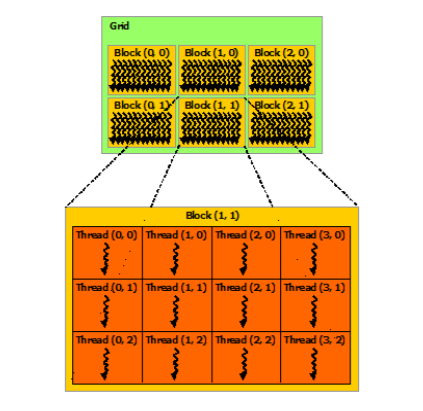 Grid
Block (0, 0) Block (1, 0) Block (2, 0)
Block (0, 1) Block (1, 1) Block (2, 1)
Block (1, 1)
Thread (0, 0) Thread (1, 0) Thread (2, 0) Thread (3, 0)
Thread (0, 1) Thread (1, 1) Thread (2, 1) Thread (3, 1)
Thread (0, 2) Thread (1, 2) Thread (2, 2) Thread (3, 2)